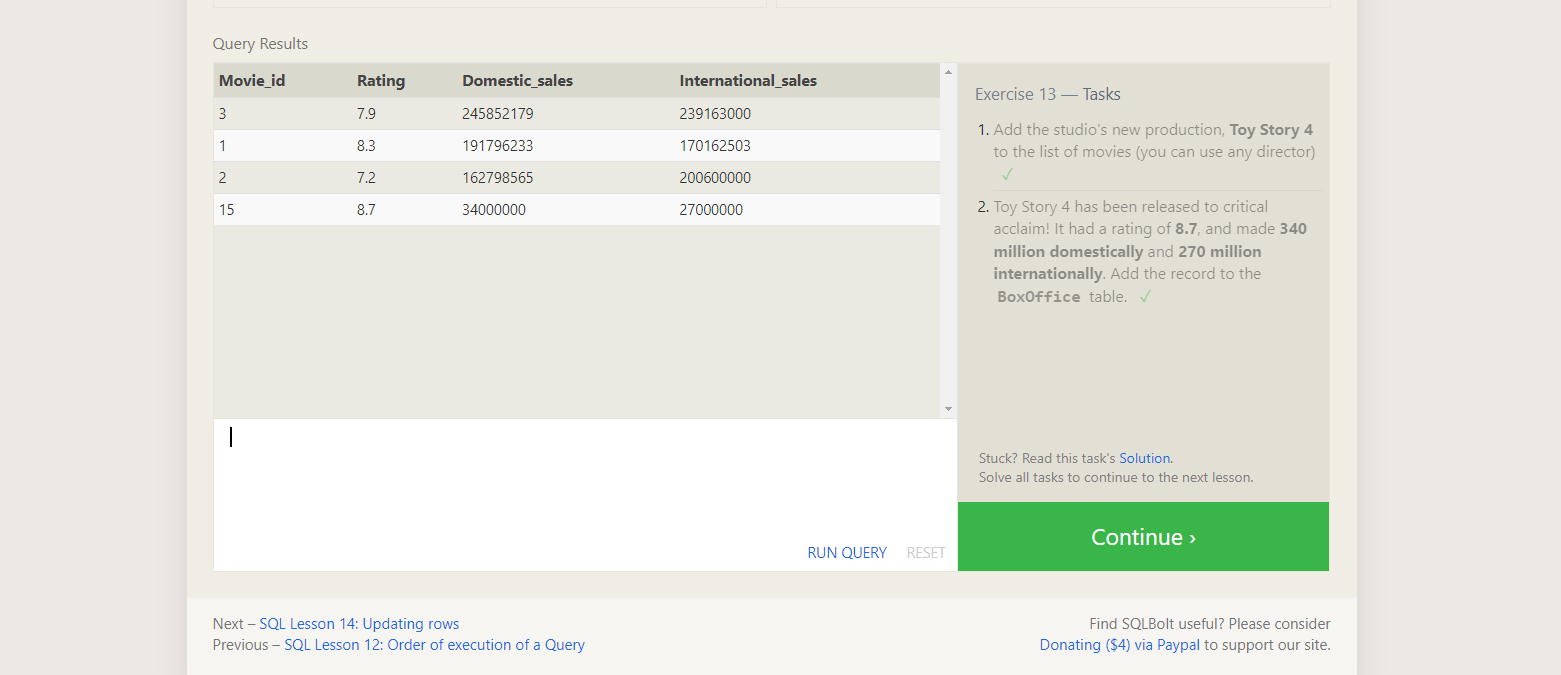 Query Results
Movie_id Rating Domestic_sales International_sales
3 7.9 245852179 239163000
1 8.3 191796233 170162503
2 7.2 162798565 200600000
15 8.7 34000000 27000000
Exercise 13 — Tasks
1. Add the studio's new production, Toy Story 4
to the list of movies (you can use any director)
✓
2. Toy Story 4 has been released to critical
acclaim! It had a rating of 8.7, and made 340
million domestically and 270 million
internationally. Add the record to the
BoxOffice table. ✓
Stuck? Read this task's Solution.
Solve all tasks to continue to the next lesson.
RUN QUERY RESET
Continue ›
Next – SQL Lesson 14: Updating rows
Previous – SQL Lesson 12: Order of execution of a Query
Find SQLBolt useful? Please consider
Donating ($4) via Paypal to support our site.